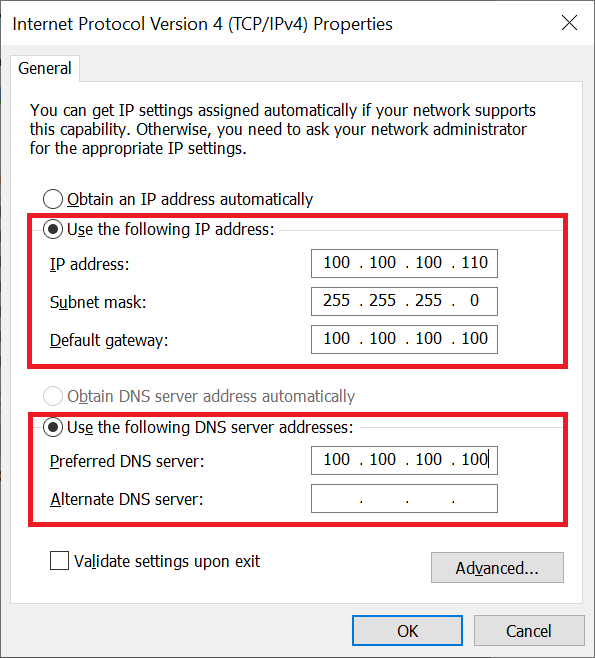 Internet Protocol Version 4 (TCP/IPv4) Properties
General
You can get IP settings assigned automatically if your network supports
this capability. Otherwise, you need to ask your network administrator
for the appropriate IP settings.
Obtain an IP address automatically
Use the following IP address:
IP address: 100 . 100 . 100 . 110
Subnet mask: 255 . 255 . 255 . 0
Default gateway: 100 . 100 . 100 . 100
Obtain DNS server address automatically
Use the following DNS server addresses:
Preferred DNS server: 100 . 100 . 100 . 100
Alternate DNS server: . . .
Validate settings upon exit
Advanced...
OK Cancel